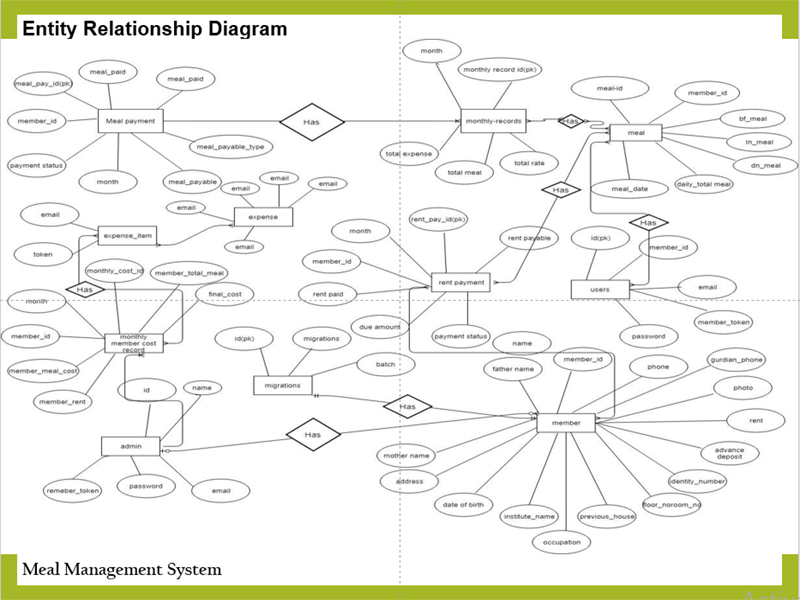 Entity Relationship Diagram
month
monthly record id(pk)
meal_paid
meal_paid
meal_pay_id(pk)
meal-id
member_id
member_id
Meal payment
Has
monthly-records
Has
meal
bf_meal
ln_meal
dn_meal
meal_payable_type
total expense
total rate
payment status
month
meal_payable
total meal
Has
meal_date
daily_total meal
email
email
email
email
email
expense
email
expense_item
token
rent_pay_id(pk)
month
rent payable
Has
id(pk)
member_id
member_id
rent payment
rent paid
users
email
member_token
password
Has
monthly_cost_id
member_total_meal
final_cost
month
member_id
monthly
member cost
record
member_meal_cost
member_rent
due amount
payment status
id(pk)
migrations
batch
migrations
name
member_id
father name
phone
gurdian_phone
photo
rent
id
name
Has
member
admin
Has
mother name
address
advance
deposit
identity_number
floor_noroom_no
date of birth
institute_name
previous_house
occupation
remeber_token
password
email
Meal Management System